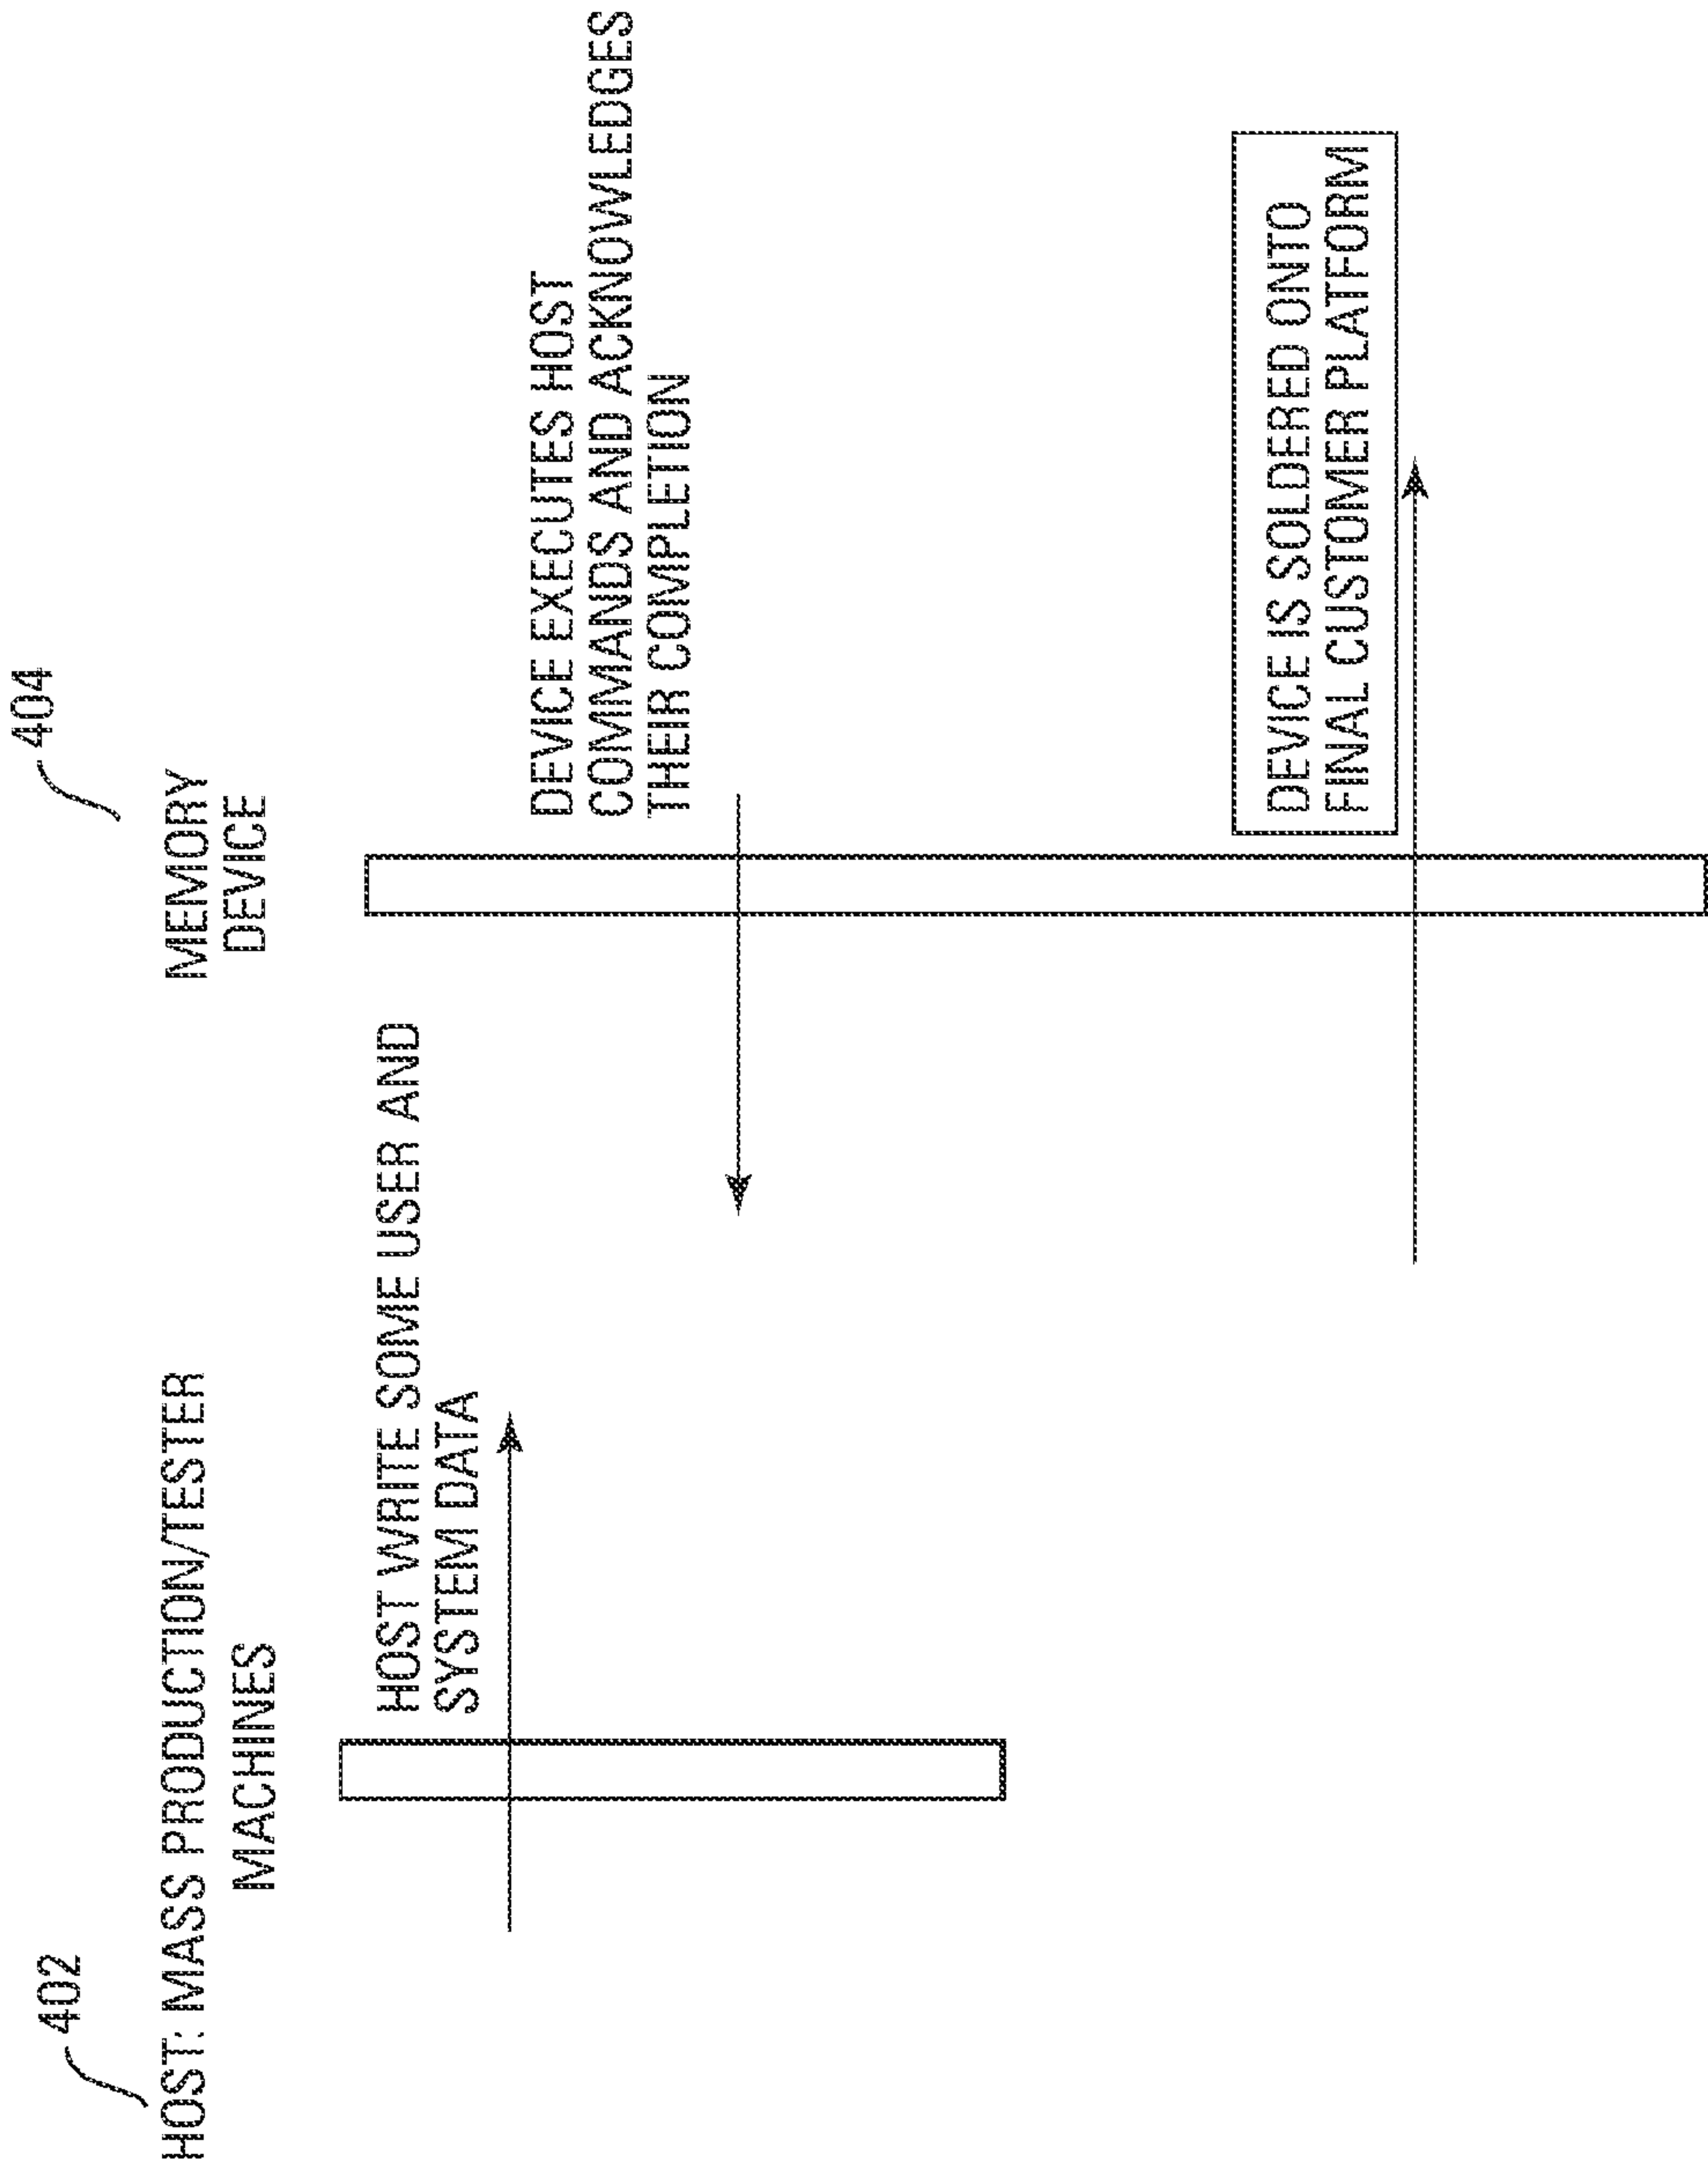 402
HOST: MASS PRODUCTION/TESTER
MACHINES
404
MEMORY
DEVICE
HOST WRITE SOME USER AND
SYSTEM DATA
DEVICE EXECUTES HOST
COMMANDS AND ACKNOWLEDGES
THEIR COMPLETION
DEVICE IS SOLDERED ONTO
FINAL CUSTOMER PLATFORM